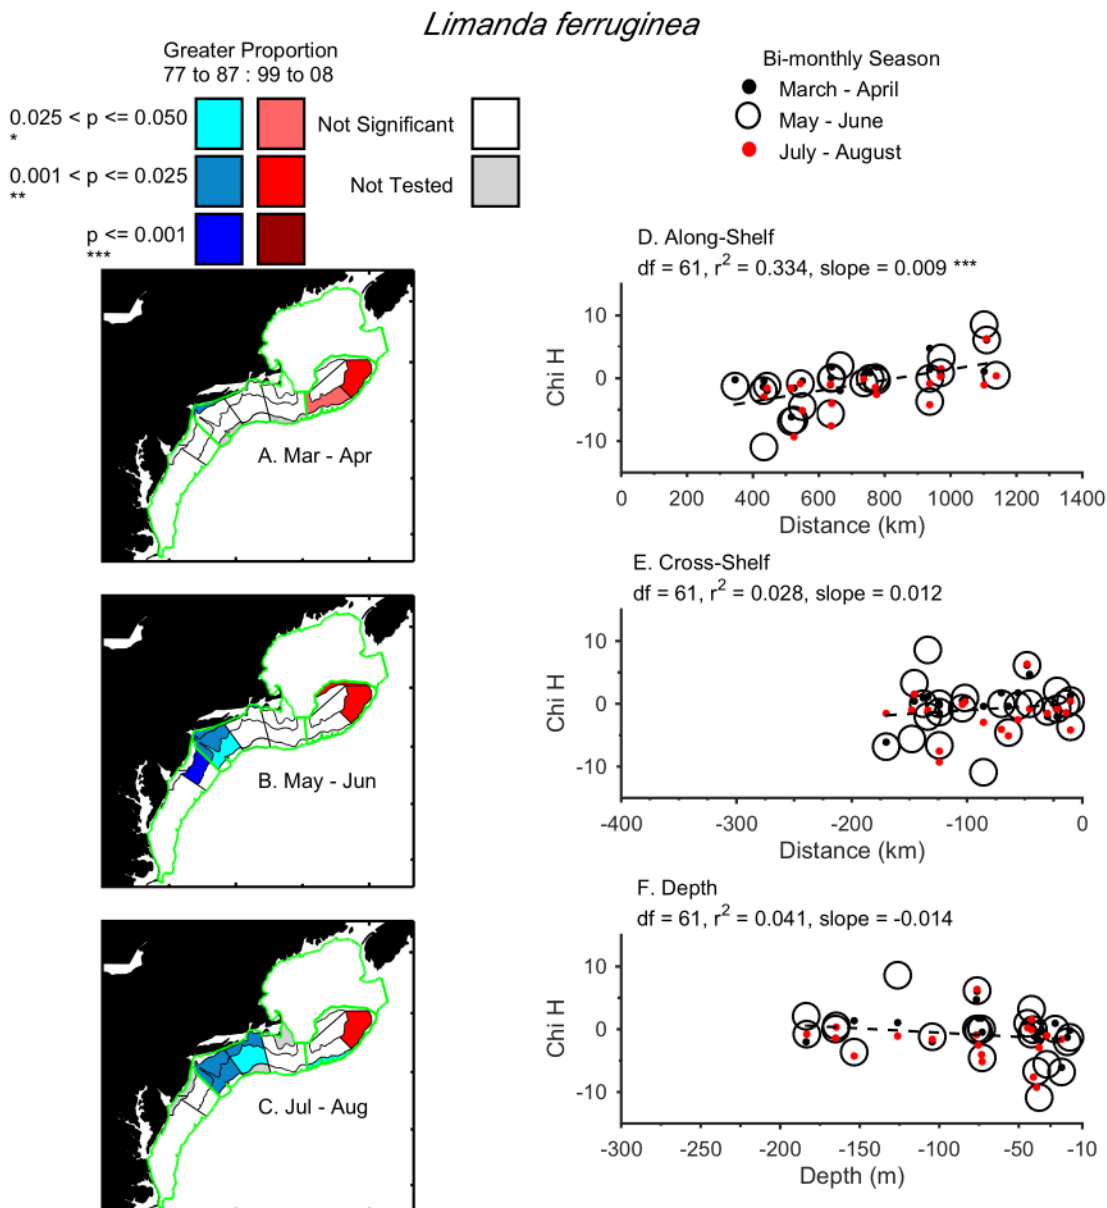 Limanda ferruginea
Greater Proportion
77 to 87 : 99 to 08
0.025 < p <= 0.050
*
0.001 < p <= 0.025
**
p <= 0.001
***
Not Significant
Not Tested
Bi-monthly Season
March - April
May - June
July - August
A. Mar - Apr
B. May - Jun
C. Jul - Aug
D. Along-Shelf
df = 61, r2 = 0.334, slope = 0.009 ***
10
0
-10
Chi H
0 200 400 600 800 1000 1200 1400
Distance (km)
E. Cross-Shelf
df = 61, r2 = 0.028, slope = 0.012
10
0
-10
Chi H
-400 -300 -200 -100 0
Distance (km)
F. Depth
df = 61, r2 = 0.041, slope = -0.014
10
0
-10
Chi H
-300 -250 -200 -150 -100 -50 -10
Depth (m)